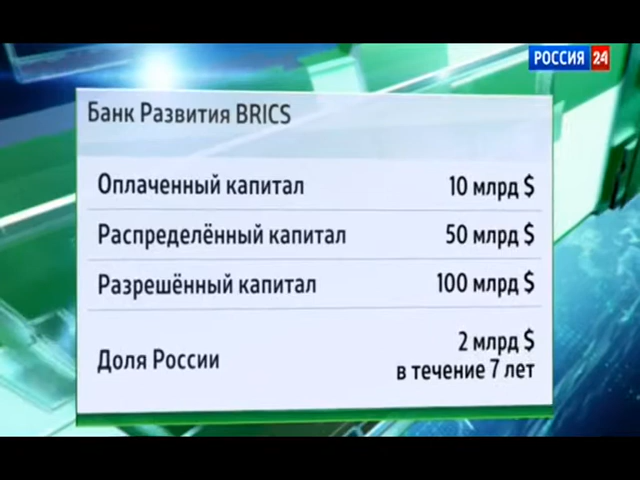 РОССИЯ 24
Банк Развития BRICS
Оплаченный капитал 10 млрд $
Распределённый капитал 50 млрд $
Разрешённый капитал 100 млрд $
Доля России 2 млрд $
в течение 7 лет